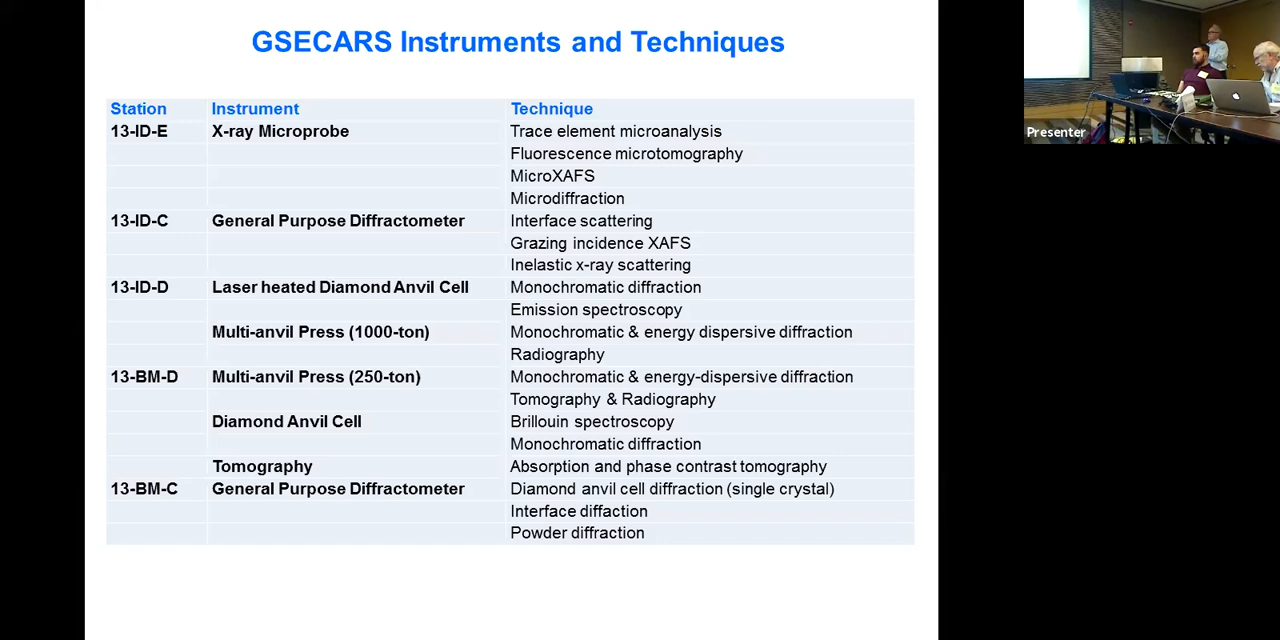 GSECARS Instruments and Techniques
Station Instrument Technique
13-ID-E X-ray Microprobe Trace element microanalysis
Fluorescence microtomography
MicroXAFS
Microdiffraction
13-ID-C General Purpose Diffractometer Interface scattering
Grazing incidence XAFS
Inelastic x-ray scattering
13-ID-D Laser heated Diamond Anvil Cell Monochromatic diffraction
Emission spectroscopy
Multi-anvil Press (1000-ton) Monochromatic & energy dispersive diffraction
Radiography
13-BM-D Multi-anvil Press (250-ton) Monochromatic & energy-dispersive diffraction
Tomography & Radiography
Diamond Anvil Cell Brillouin spectroscopy
Monochromatic diffraction
Tomography Absorption and phase contrast tomography
13-BM-C General Purpose Diffractometer Diamond anvil cell diffraction (single crystal)
Interface diffaction
Powder diffraction
Presenter